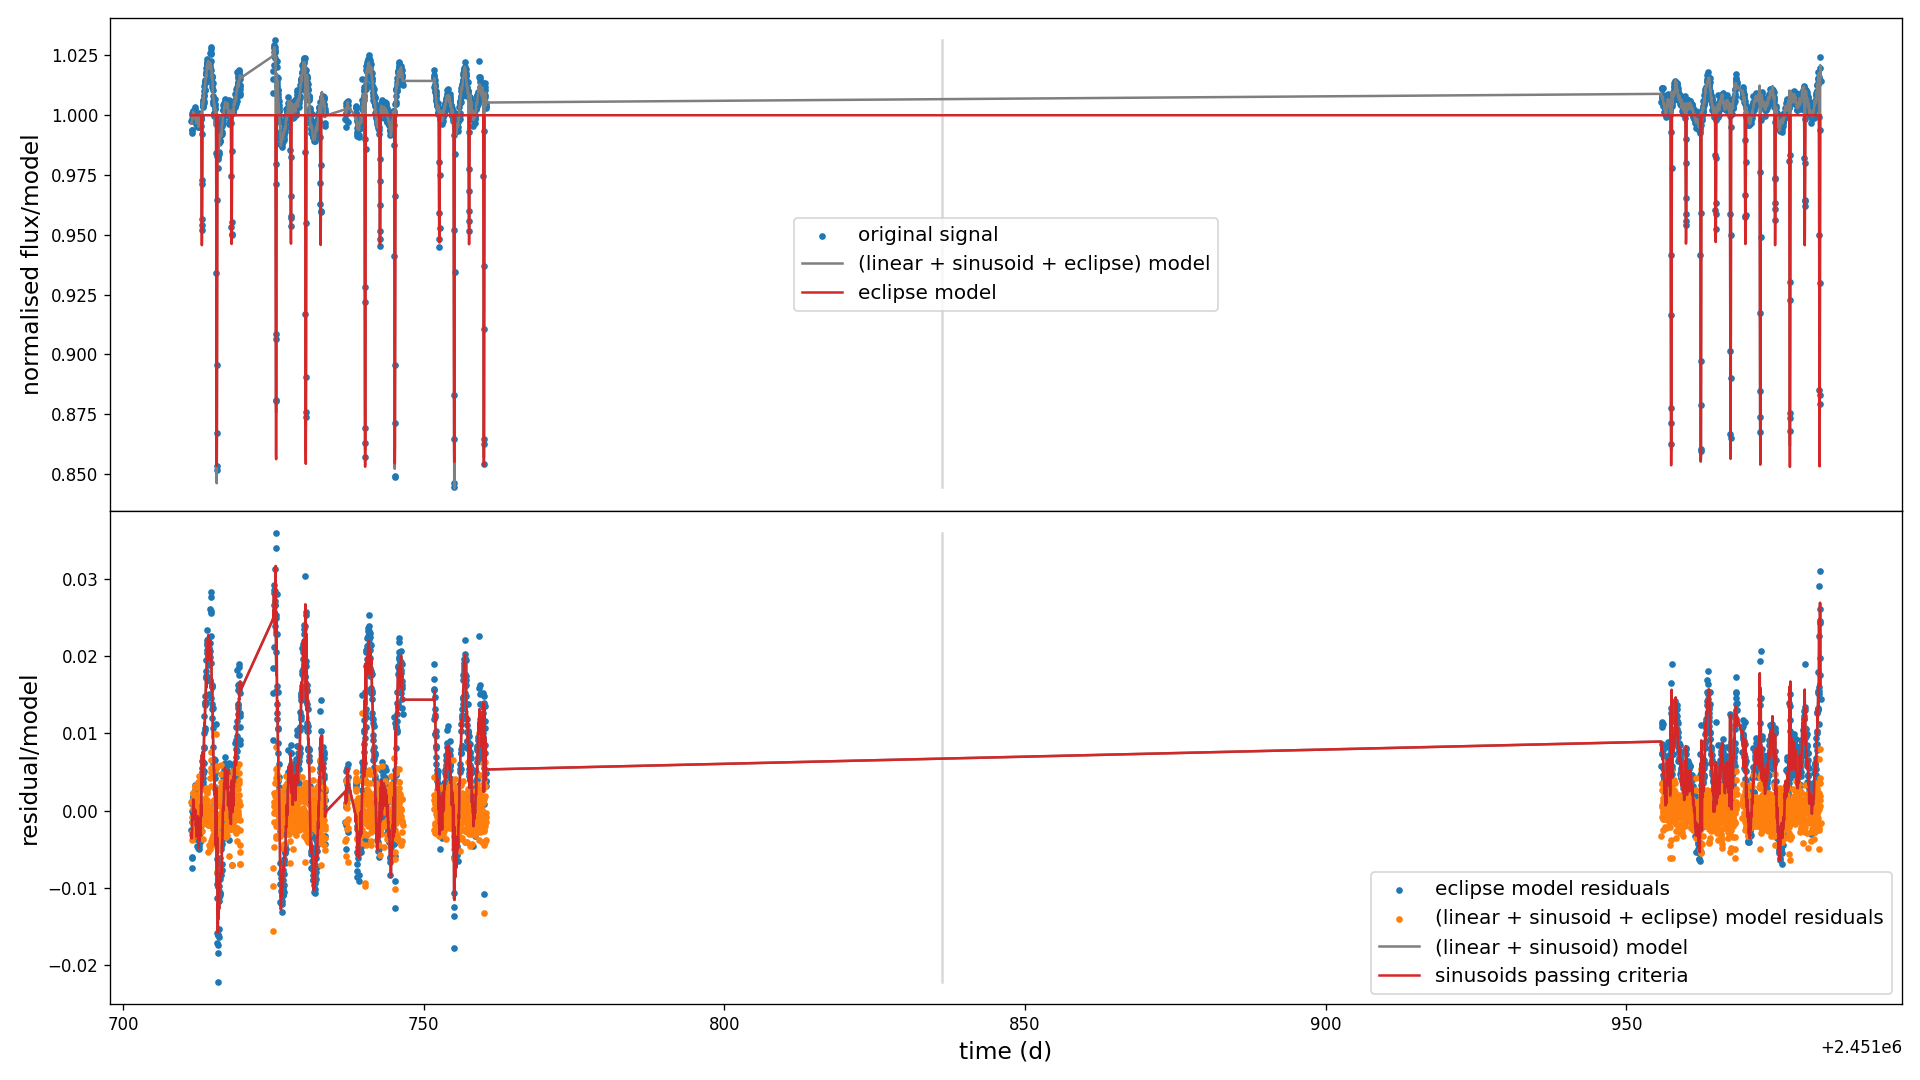 normalised flux/model
1.025
1.000
0.975
0.950
0.925
0.900
0.875
0.850
original signal
(linear + sinusoid + eclipse) model
eclipse model
residual/model
0.03
0.02
0.01
0.00
−0.01
−0.02
eclipse model residuals
(linear + sinusoid + eclipse) model residuals
(linear + sinusoid) model
sinusoids passing criteria
700 750 800 850 900 950
time (d)
+2.451e6